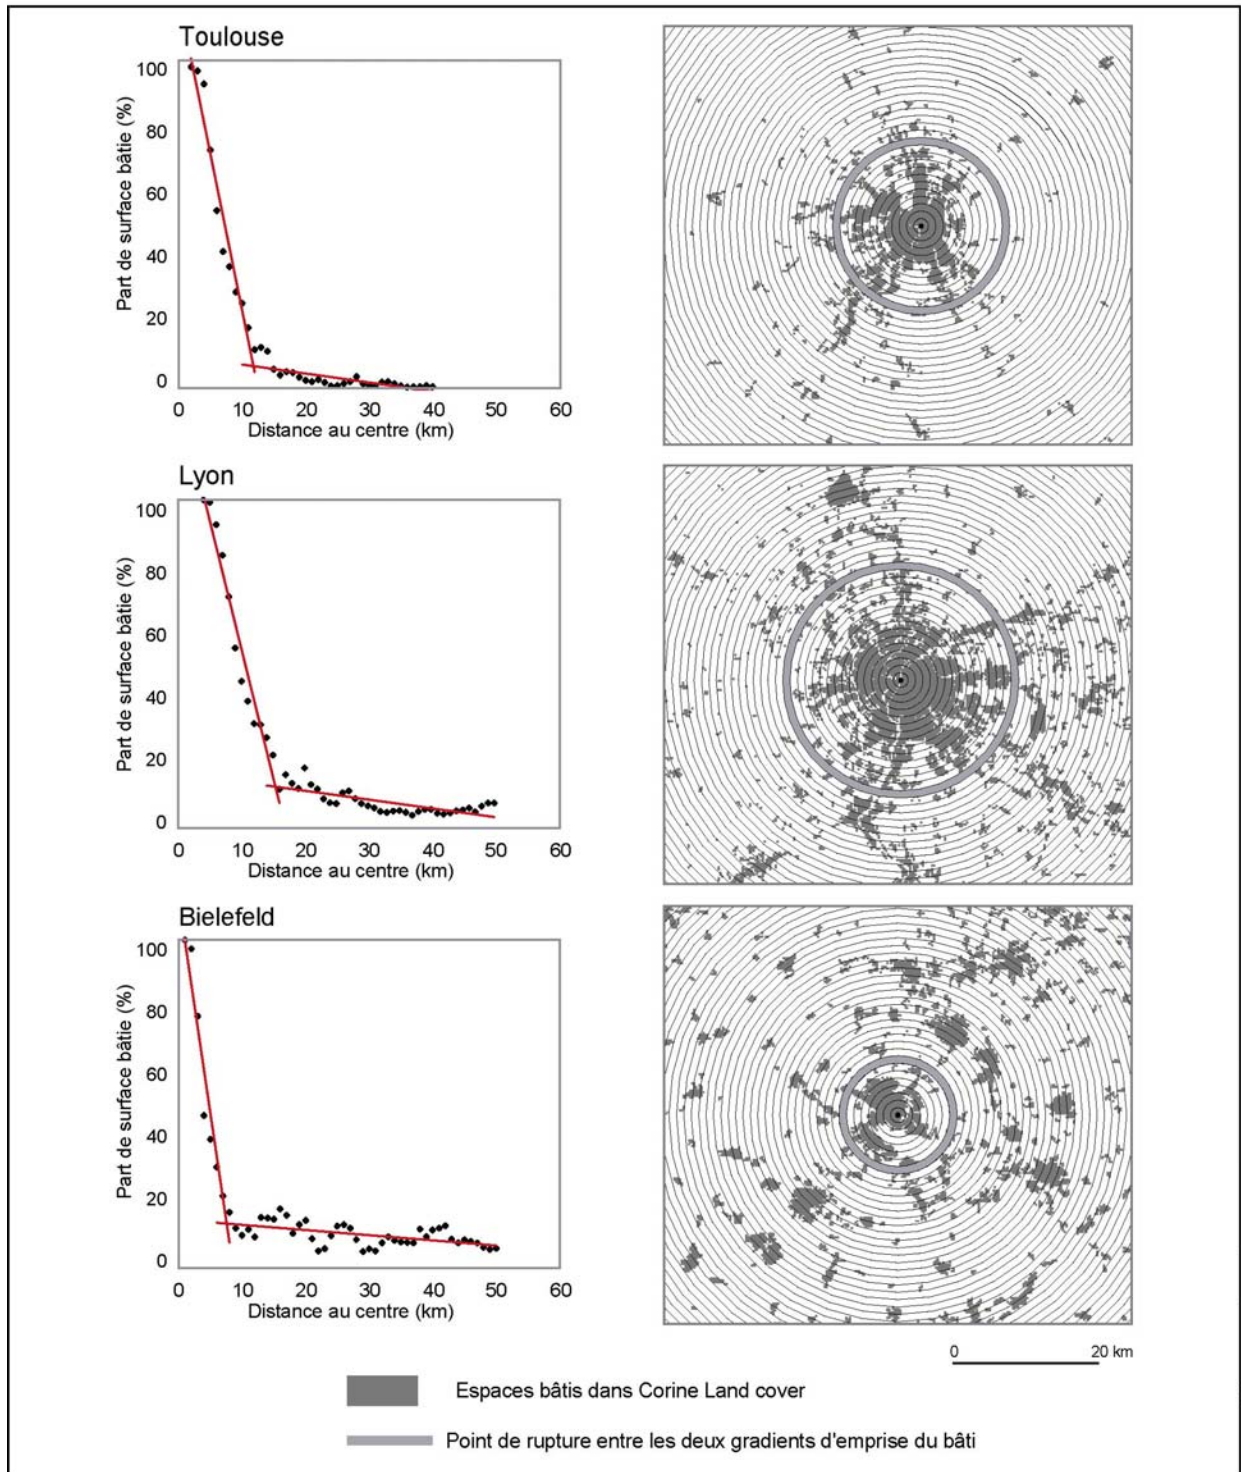 Toulouse
Part de surface bâtie (%)
100
80
60
40
20
0
0 10 20 30 40 50 60
Distance au centre (km)
Lyon
Part de surface bâtie (%)
100
80
60
40
20
0
0 10 20 30 40 50 60
Distance au centre (km)
Bielefeld
Part de surface bâtie (%)
100
80
60
40
20
0
0 10 20 30 40 50 60
Distance au centre (km)
0 20 km
Espaces bâtis dans Corine Land cover
Point de rupture entre les deux gradients d'emprise du bâti